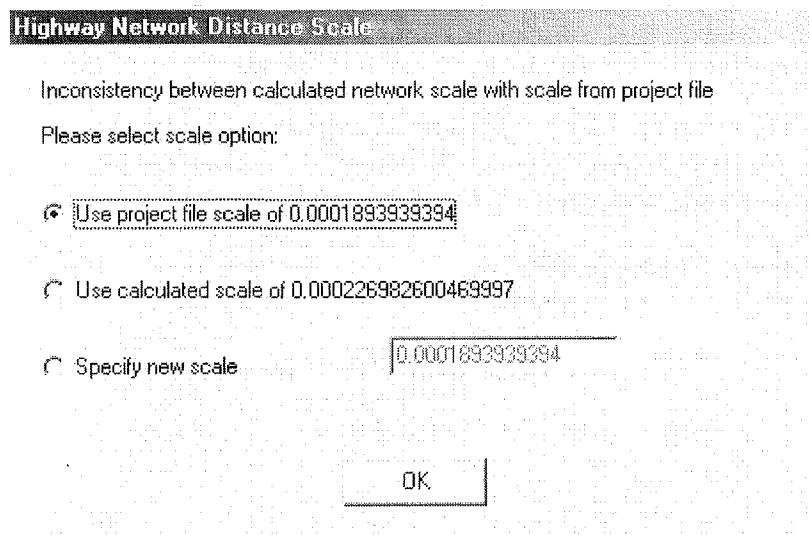 Highway Network Distance Scale
Inconsistency between calculated network scale with scale from project file
Please select scale option:
Use project file scale of 0.0001893939394
Use calculated scale of 0.000226982600469997
Specify new scale 0.0001893939394
OK